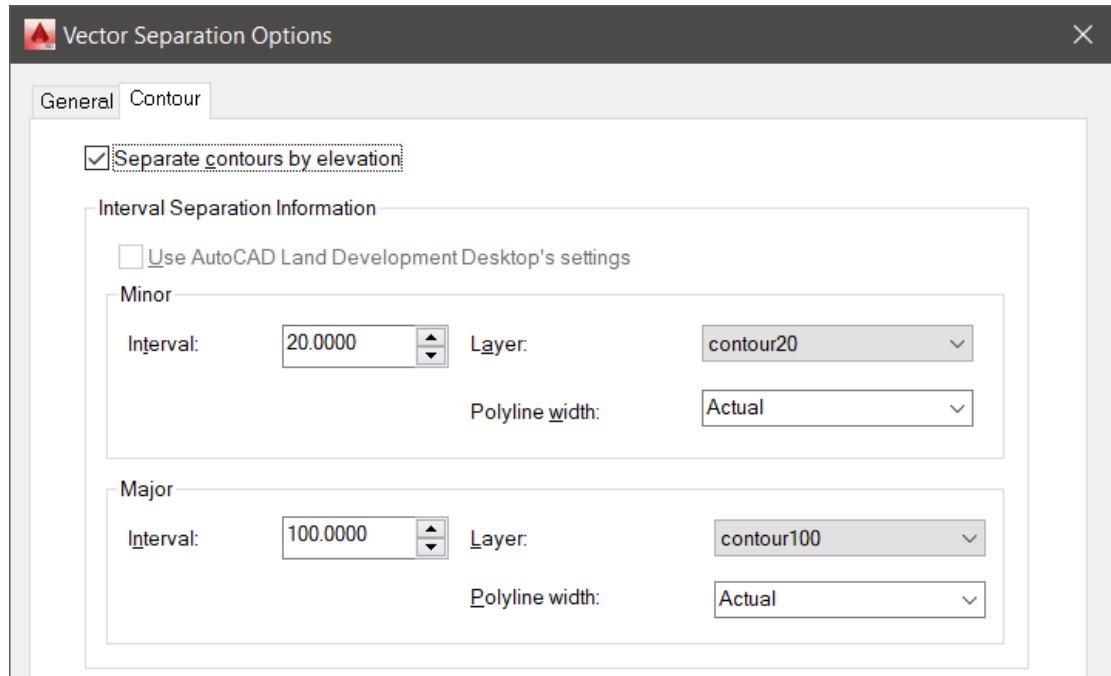 Vector Separation Options
General Contour
Separate contours by elevation
Interval Separation Information
Use AutoCAD Land Development Desktop's settings
Minor
Interval: 20.0000 Layer: contour20
Polyline width: Actual
Major
Interval: 100.0000 Layer: contour100
Polyline width: Actual